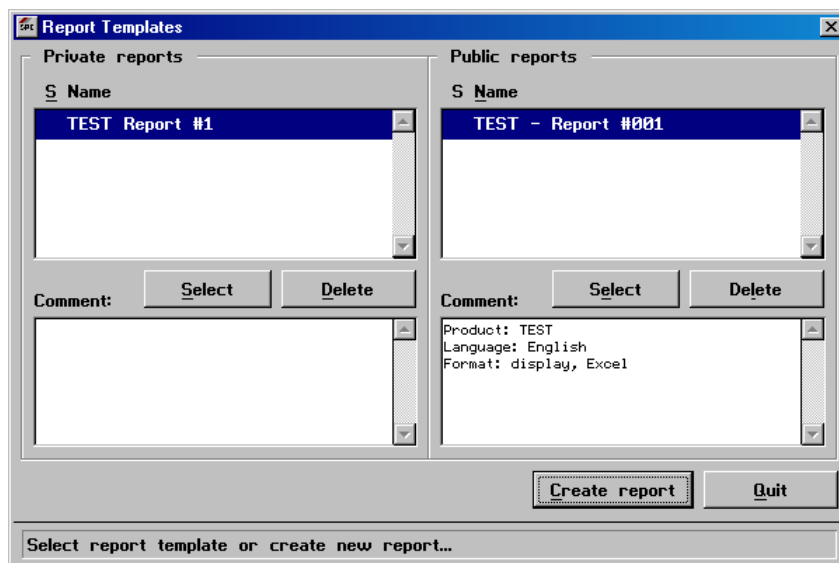 SPC Report Templates
Private reports
S Name
TEST Report #1
Select
Delete
Comment:
Public reports
S Name
TEST - Report #001
Select
Delete
Comment:
Product: TEST
Language: English
Format: display, Excel
Create report
Quit
Select report template or create new report...